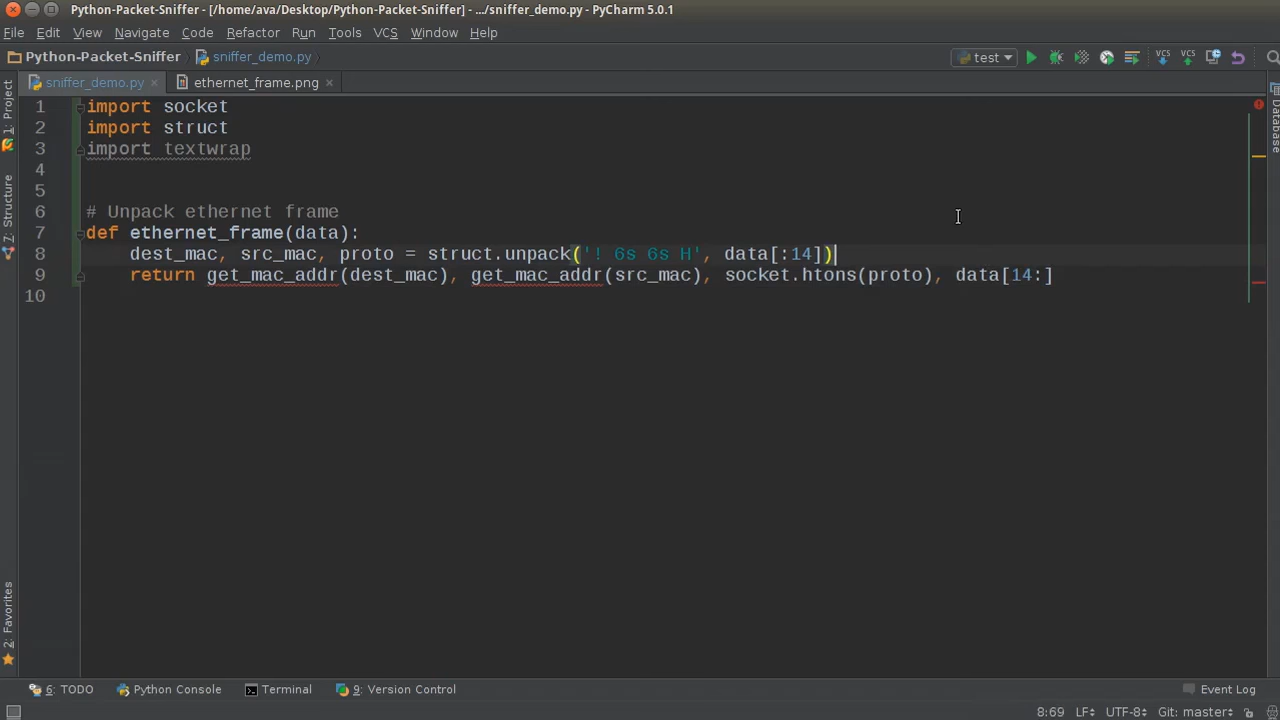 Python-Packet-Sniffer - [/home/ava/Desktop/Python-Packet-Sniffer] - .../sniffer_demo.py - PyCharm 5.0.1
File Edit View Navigate Code Refactor Run Tools VCS Window Help
Python-Packet-Sniffer sniffer_demo.py test VCS VCS
sniffer_demo.py × ethernet_frame.png ×
1: Project
7: Structure
2: Favorites
Database
1 import socket
2 import struct
3 import textwrap
4
5
6 # Unpack ethernet frame
7 def ethernet_frame(data):
8     dest_mac, src_mac, proto = struct.unpack('! 6s 6s H', data[:14])
9     return get_mac_addr(dest_mac), get_mac_addr(src_mac), socket.htons(proto), data[14:]
10
6: TODO Python Console Terminal 9: Version Control Event Log
8:69 LF UTF-8 Git: master